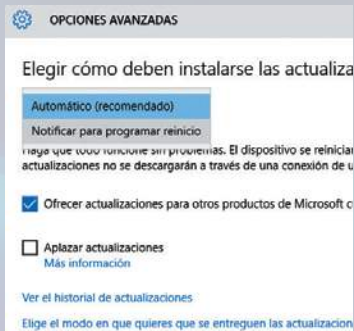 OPCIONES AVANZADAS
Elegir cómo deben instalarse las actualiza
Automático (recomendado)
Notificar para programar reinicio
Haga que todo funcione sin problemas. El dispositivo se reiniciar
actualizaciones no se descargarán a través de una conexión de u
Ofrecer actualizaciones para otros productos de Microsoft c
Aplazar actualizaciones
Más información
Ver el historial de actualizaciones
Elige el modo en que quieres que se entreguen las actualizacion